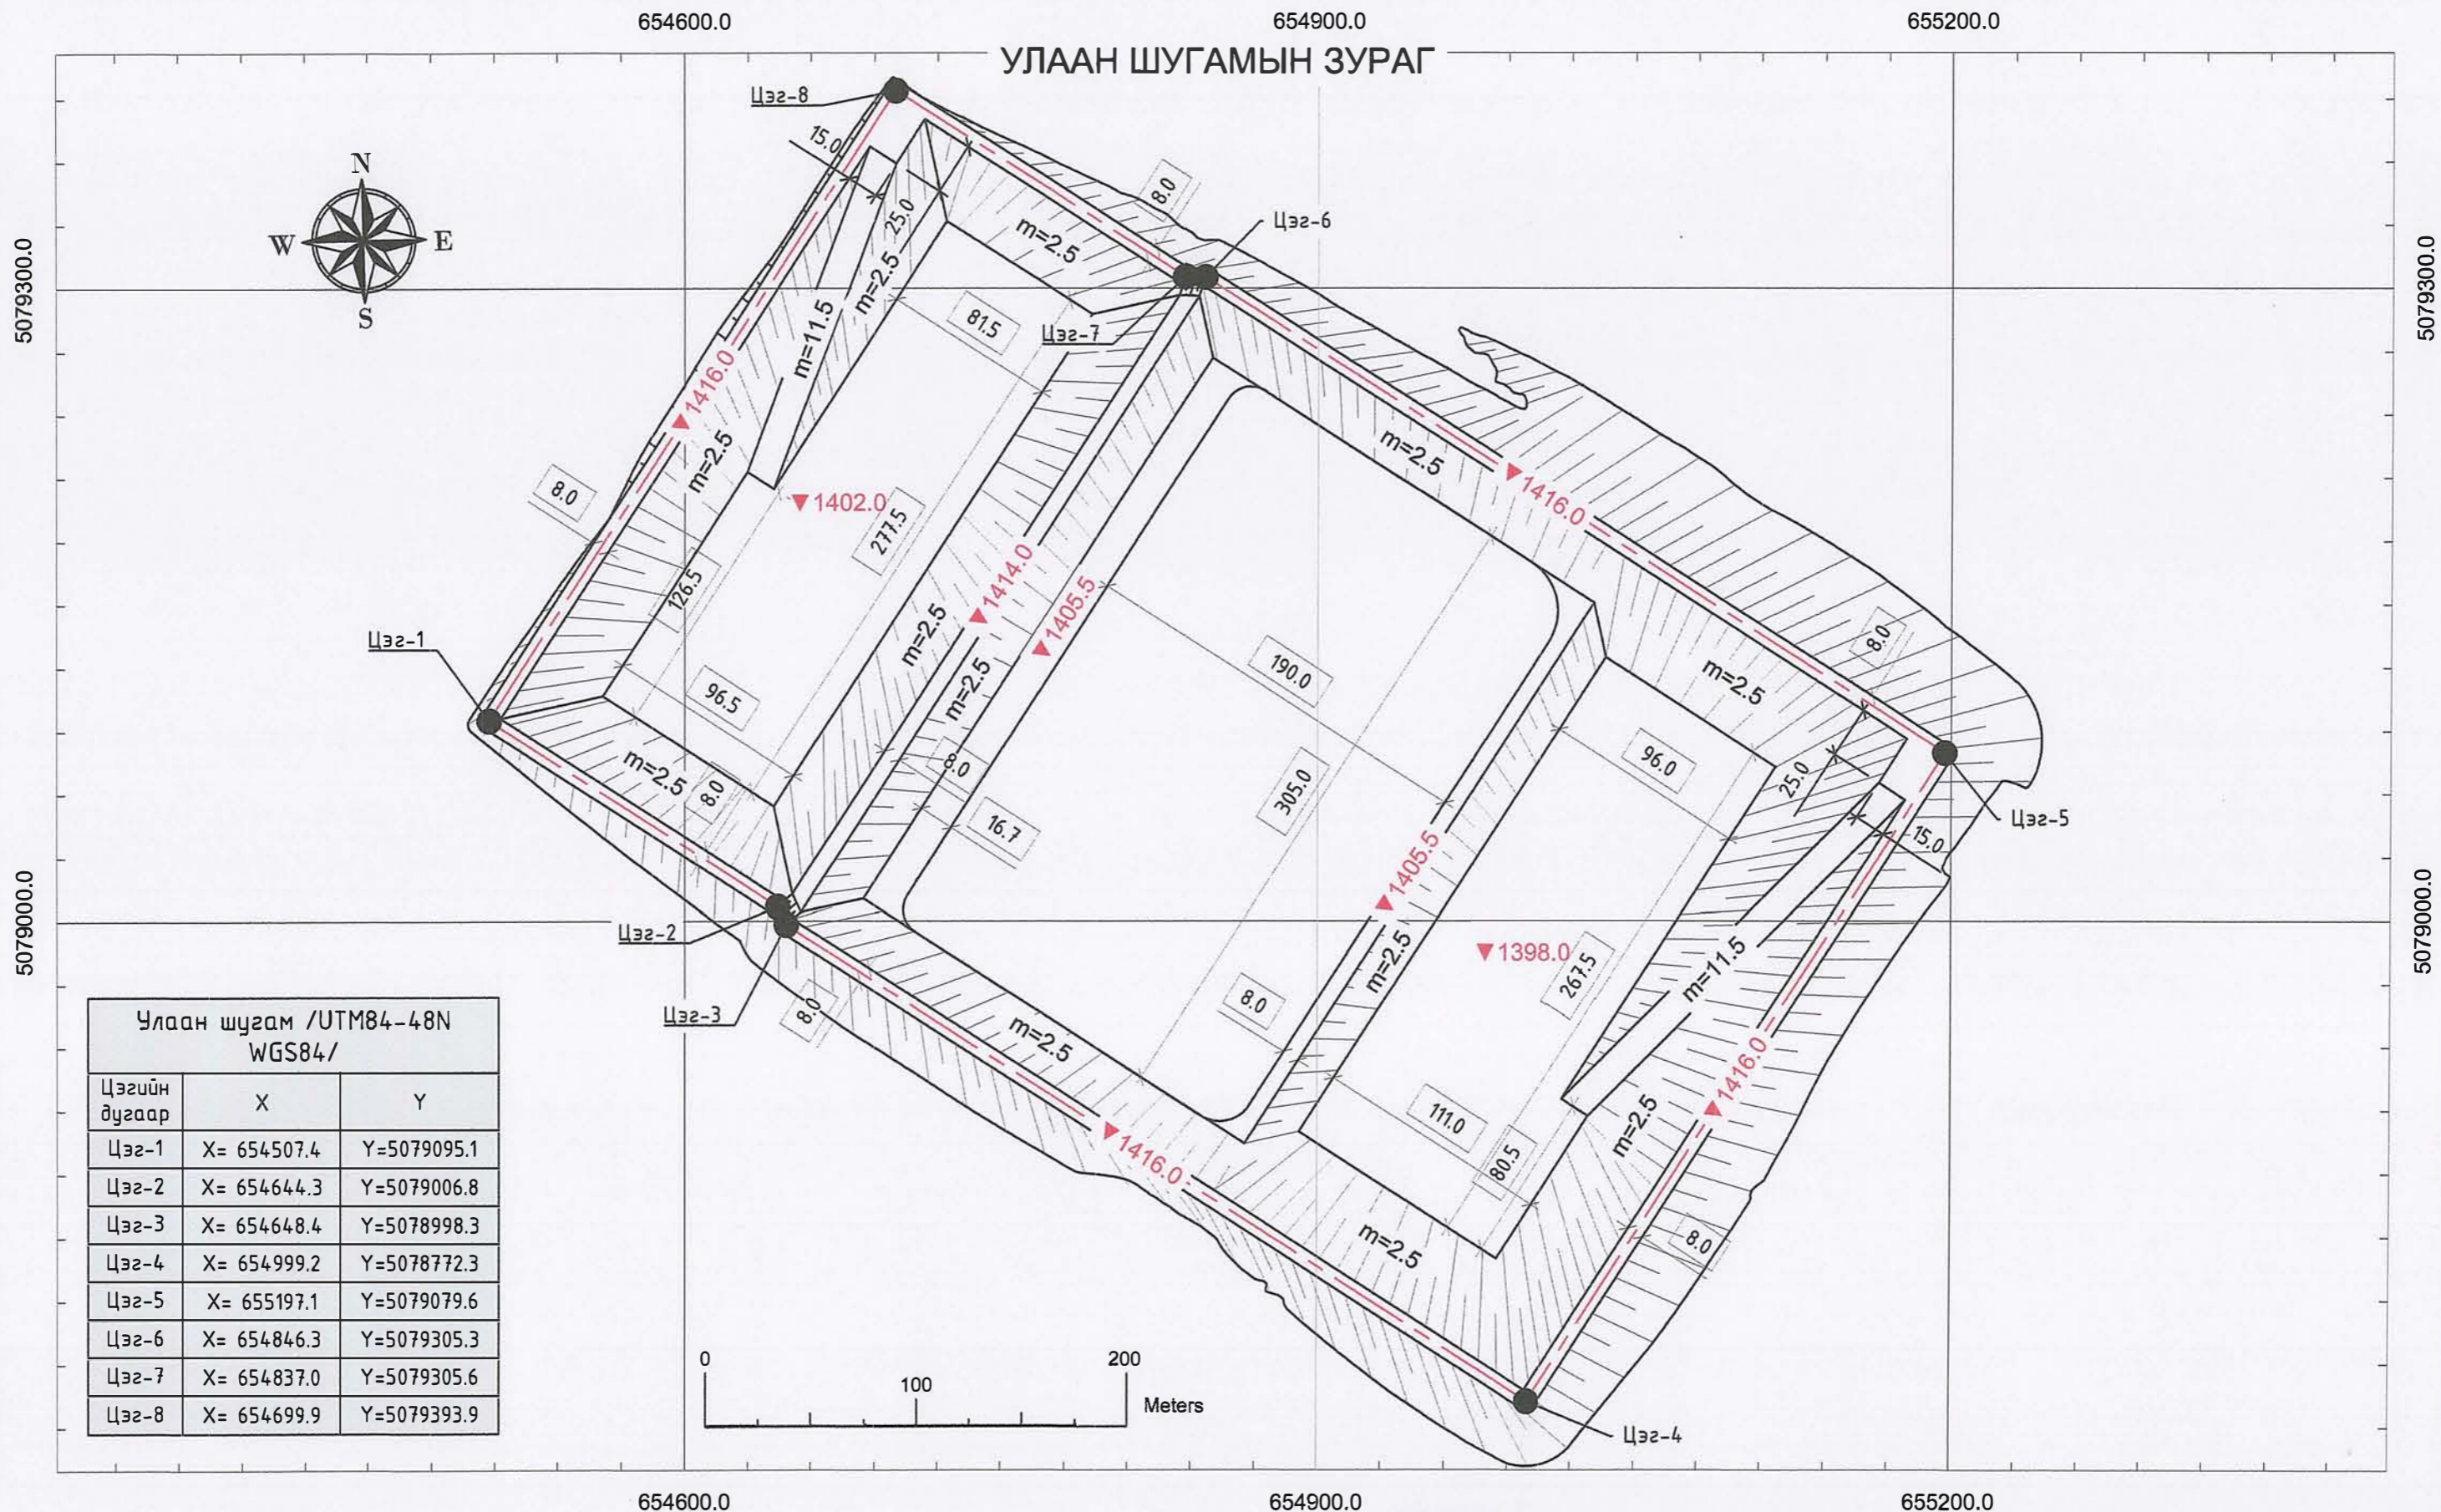 654600.0
654900.0
655200.0
УЛААН ШУГАМЫН ЗУРАГ
Цэг-8
15.0
8.0
Цэг-6
N
W
E
S
25.0
m=2.5
5079300.0
5079300.0
m=2.5
81.5
Цэг-7
m=11.5
1416.0
m=2.5
m=2.5
8.0
1402.0
277.5
1416.0
126.5
1414.0
1405.5
Цэг-1
m=2.5
8.0
190.0
96.5
m=2.5
m=2.5
m=2.5
8.0
8.0
96.0
25.0
305.0
16.7
Цэг-5
15.0
1405.5
5079000.0
5079000.0
Цэг-2
m=2.5
1398.0
267.5
m=11.5
8.0
8.0
Цэг-3
m=2.5
1416.0
111.0
m=2.5
80.5
1416.0
8.0
m=2.5
Улаан шугам /UTM84-48N
WGS84/
Цэгийн дугаар X Y
Цэг-1 X= 654507.4 Y=5079095.1
Цэг-2 X= 654644.3 Y=5079006.8
Цэг-3 X= 654648.4 Y=5078998.3
Цэг-4 X= 654999.2 Y=5078772.3
Цэг-5 X= 655197.1 Y=5079079.6
Цэг-6 X= 654846.3 Y=5079305.3
Цэг-7 X= 654837.0 Y=5079305.6
Цэг-8 X= 654699.9 Y=5079393.9
0
100
200
Meters
Цэг-4
654600.0
654900.0
655200.0